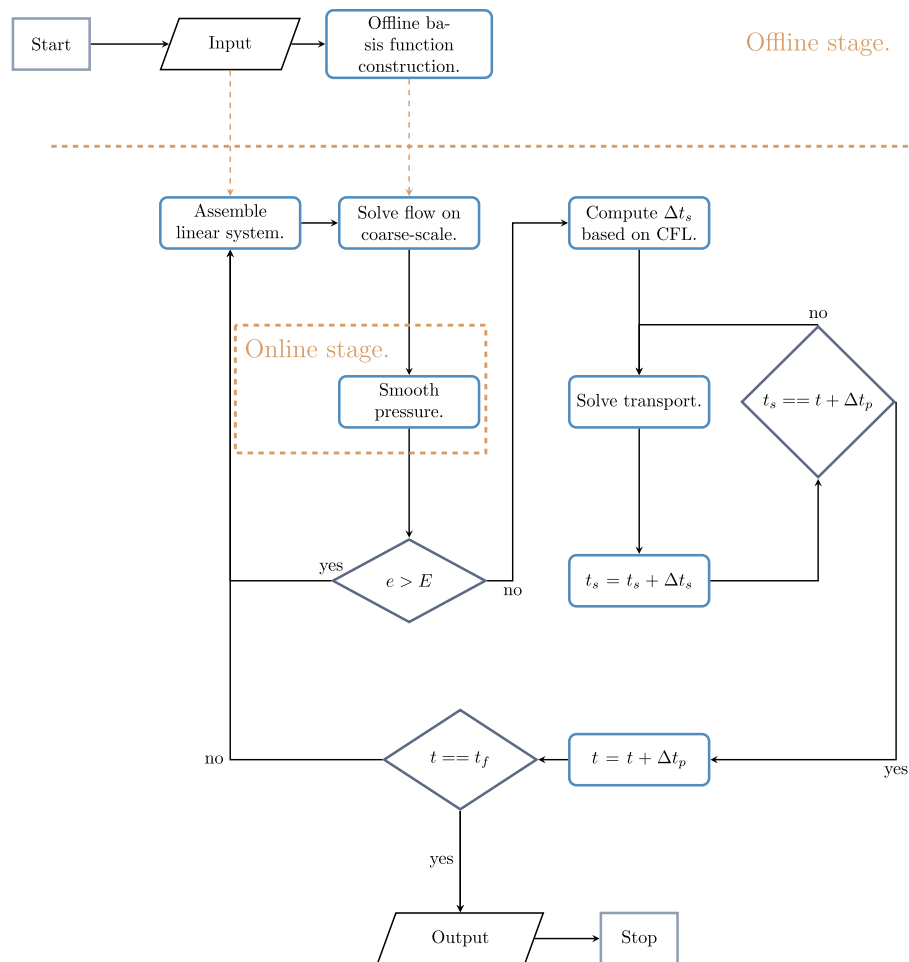 Start
Input
Offline ba-
sis function
construction.
Offline stage.
Assemble
linear system.
Solve flow on
coarse-scale.
Compute Δt_s
based on CFL.
no
Online stage.
Smooth
pressure.
Solve transport.
t_s == t + Δt_p
yes
e > E
no
t_s = t_s + Δt_s
no
t == t_f
t = t + Δt_p
yes
yes
Output
Stop